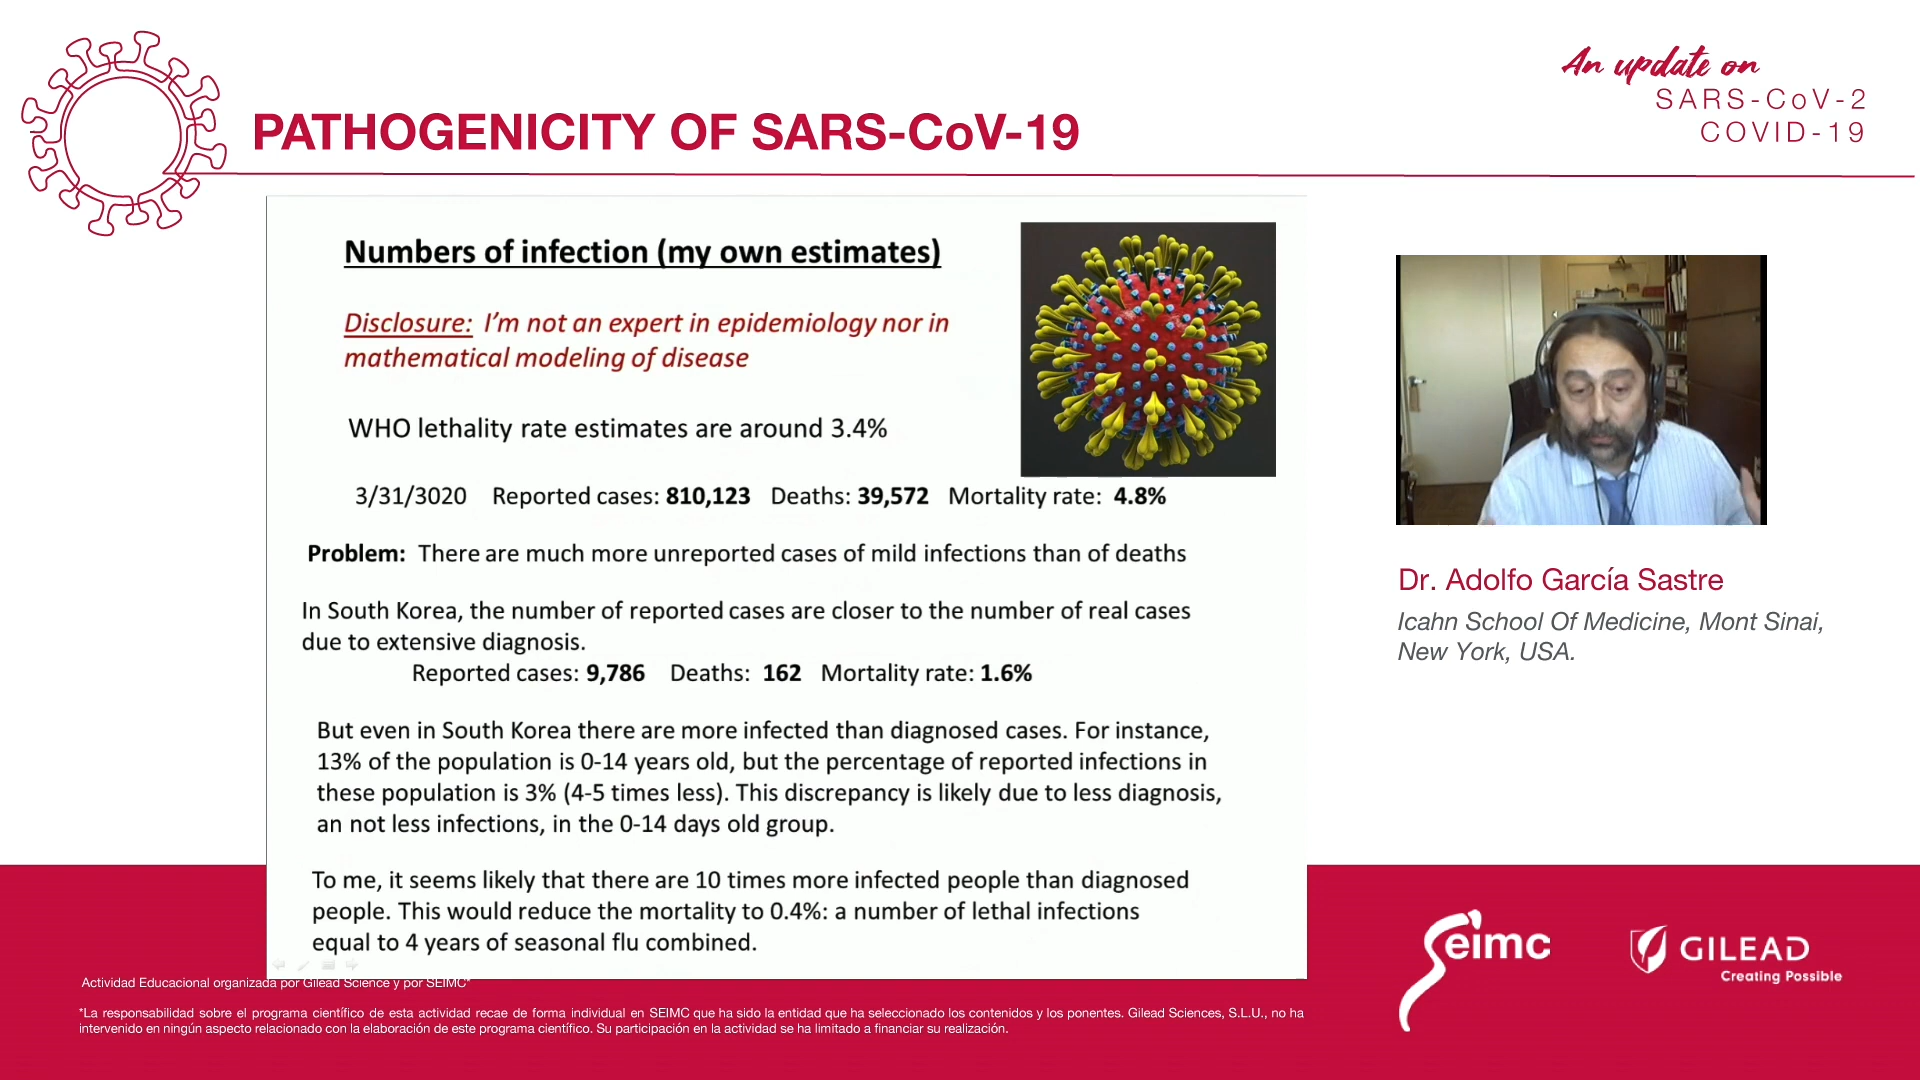 An update on
SARS-CoV-2
COVID-19
PATHOGENICITY OF SARS-CoV-19
Numbers of infection (my own estimates)
Disclosure: I'm not an expert in epidemiology nor in
mathematical modeling of disease
WHO lethality rate estimates are around 3.4%
3/31/3020 Reported cases: 810,123 Deaths: 39,572 Mortality rate: 4.8%
Problem: There are much more unreported cases of mild infections than of deaths
In South Korea, the number of reported cases are closer to the number of real cases
due to extensive diagnosis.
Reported cases: 9,786 Deaths: 162 Mortality rate: 1.6%
But even in South Korea there are more infected than diagnosed cases. For instance,
13% of the population is 0-14 years old, but the percentage of reported infections in
these population is 3% (4-5 times less). This discrepancy is likely due to less diagnosis,
an not less infections, in the 0-14 days old group.
To me, it seems likely that there are 10 times more infected people than diagnosed
people. This would reduce the mortality to 0.4%: a number of lethal infections
equal to 4 years of seasonal flu combined.
Dr. Adolfo García Sastre
Icahn School Of Medicine, Mont Sinai,
New York, USA.
Actividad Educacional organizada por Gilead Science y por SEIMC*
*La responsabilidad sobre el programa científico de esta actividad recae de forma individual en SEIMC que ha sido la entidad que ha seleccionado los contenidos y los ponentes. Gilead Sciences, S.L.U., no ha
intervenido en ningún aspecto relacionado con la elaboración de este programa científico. Su participación en la actividad se ha limitado a financiar su realización.
Seimc
GILEAD
Creating Possible